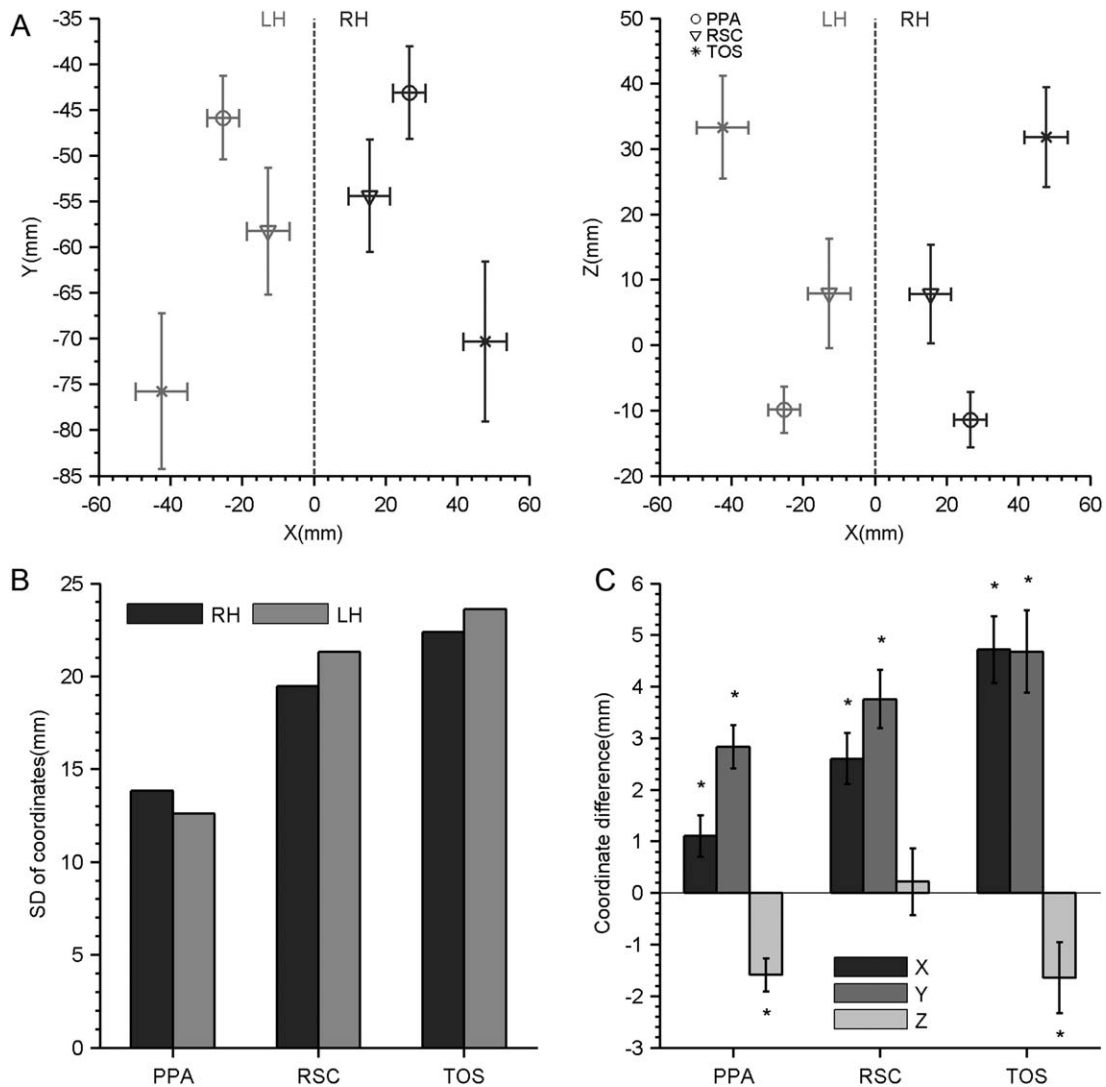 A
LH RH
-35
-40
-45
-50
-55
-60
-65
-70
-75
-80
-85
Y(mm)
-60 -40 -20 0 20 40 60
X(mm)
LH RH
PPA
RSC
TOS
50
40
30
20
10
0
-10
-20
Z(mm)
-60 -40 -20 0 20 40 60
X(mm)
B
RH LH
25
20
15
10
5
0
SD of coordinates(mm)
PPA RSC TOS
C
6
5
4
3
2
1
0
-1
-2
-3
Coordinate difference(mm)
* * * * * * * *
X
Y
Z
PPA RSC TOS